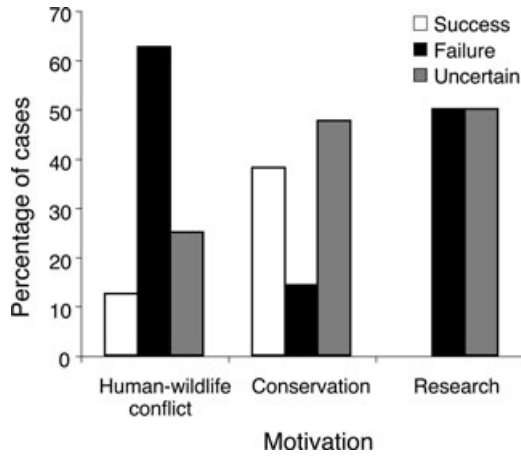 70
60
50
40
30
20
10
0
Percentage of cases
Success
Failure
Uncertain
Human-wildlife
conflict
Conservation
Research
Motivation